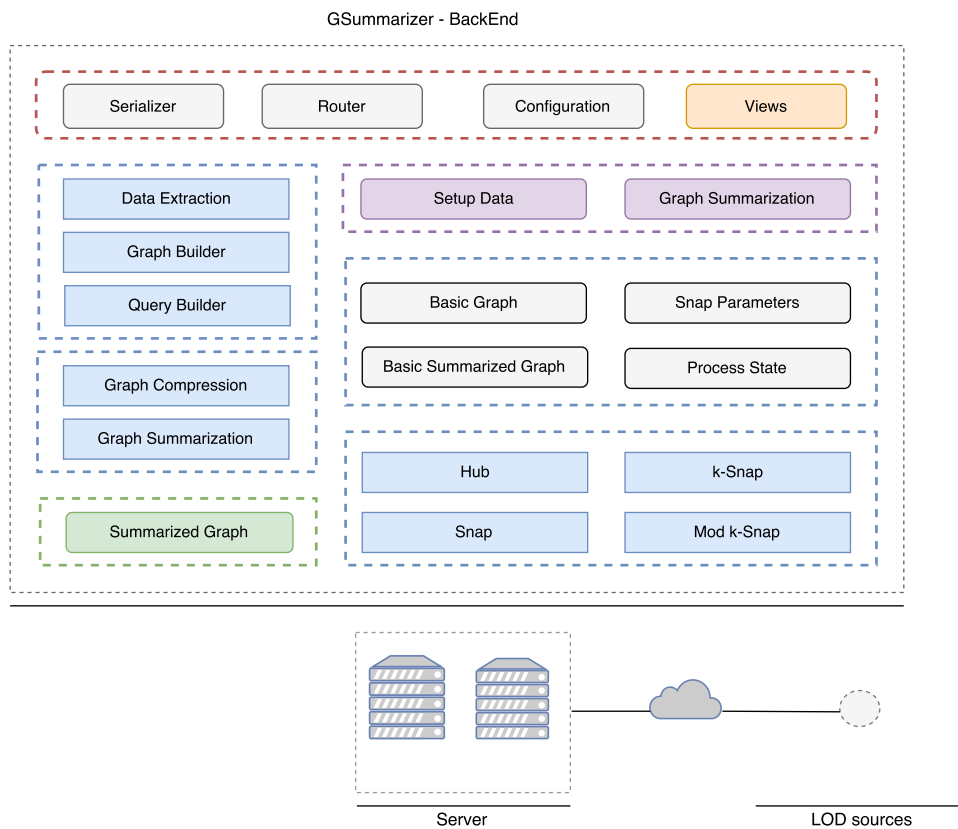 GSummarizer - BackEnd
Serializer
Router
Configuration
Views
Data Extraction
Graph Builder
Query Builder
Setup Data
Graph Summarization
Basic Graph
Snap Parameters
Basic Summarized Graph
Process State
Graph Compression
Graph Summarization
Hub
k-Snap
Snap
Mod k-Snap
Summarized Graph
Server
LOD sources